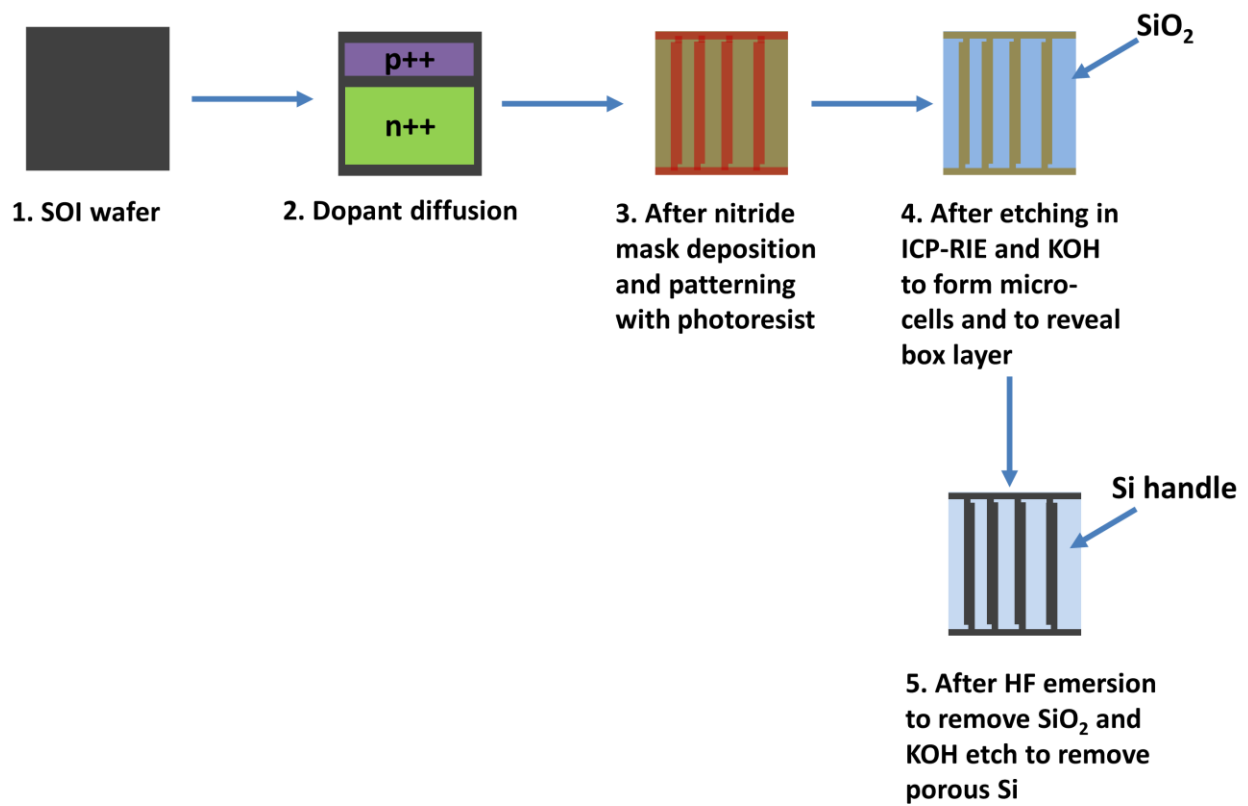 SiO₂
p++
n++
1. SOI wafer
2. Dopant diffusion
3. After nitride
mask deposition
and patterning
with photoresist
4. After etching in
ICP-RIE and KOH
to form micro-
cells and to reveal
box layer
Si handle
5. After HF emersion
to remove SiO₂ and
KOH etch to remove
porous Si